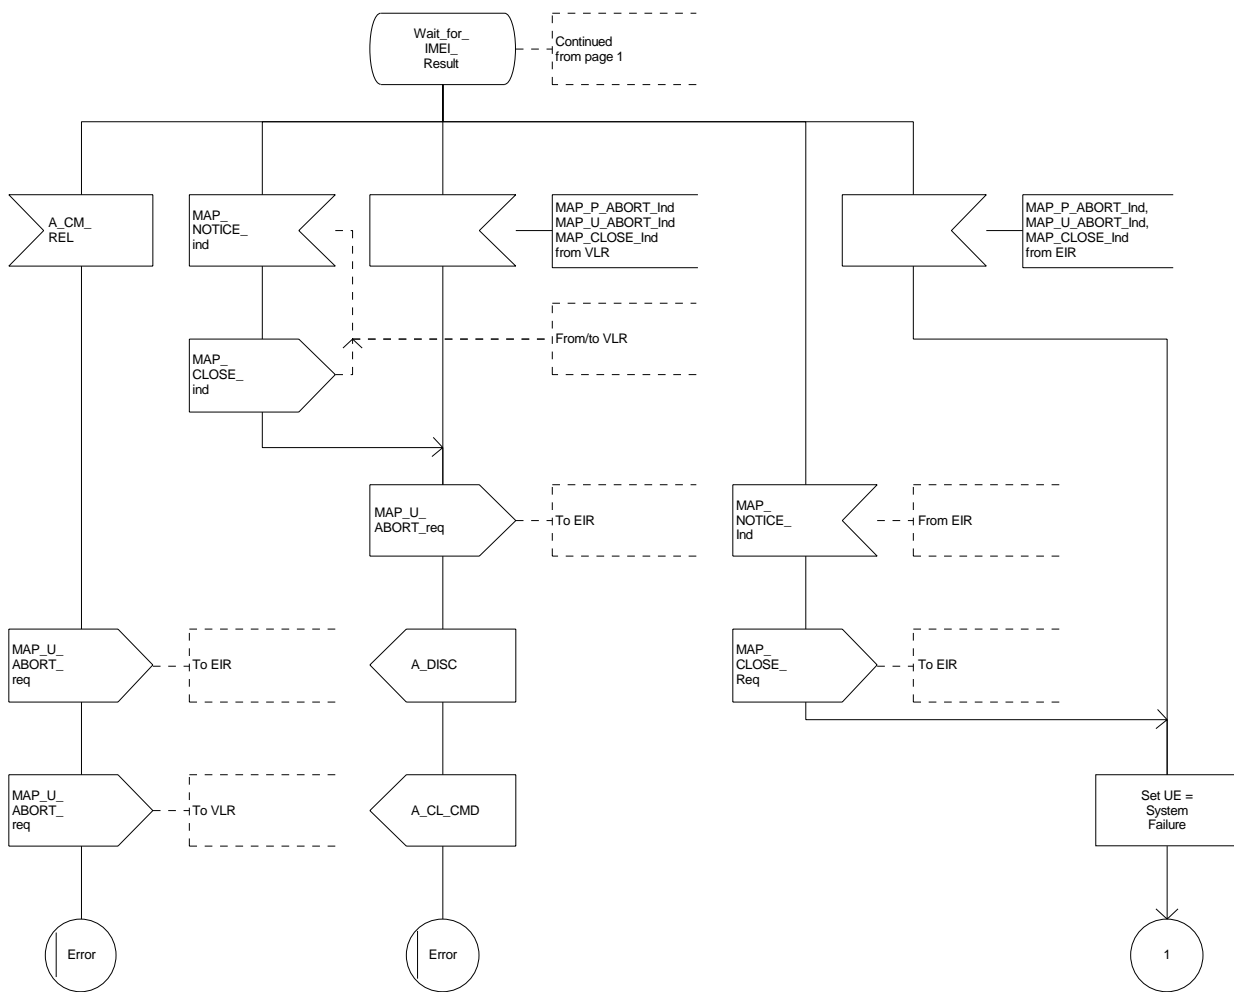 Wait_for_
IMEI_
Result
Continued
from page 1
A_CM_
REL
MAP_
NOTICE_
ind
MAP_P_ABORT_Ind
MAP_U_ABORT_Ind
MAP_CLOSE_Ind
from VLR
MAP_P_ABORT_Ind,
MAP_U_ABORT_Ind,
MAP_CLOSE_Ind
from EIR
From/to VLR
MAP_
CLOSE_
ind
MAP_U_
ABORT_req
To EIR
MAP_
NOTICE_
Ind
From EIR
MAP_U_
ABORT_
req
To EIR
A_DISC
MAP_
CLOSE_
Req
To EIR
MAP_U_
ABORT_
req
To VLR
A_CL_CMD
Set UE =
System
Failure
Error
Error
1